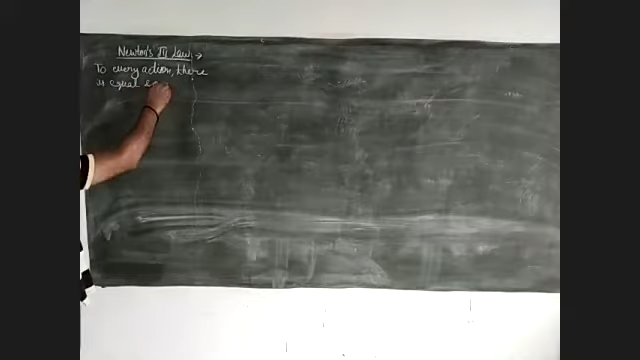 Newton's III Law →
To every action, there
is equal &